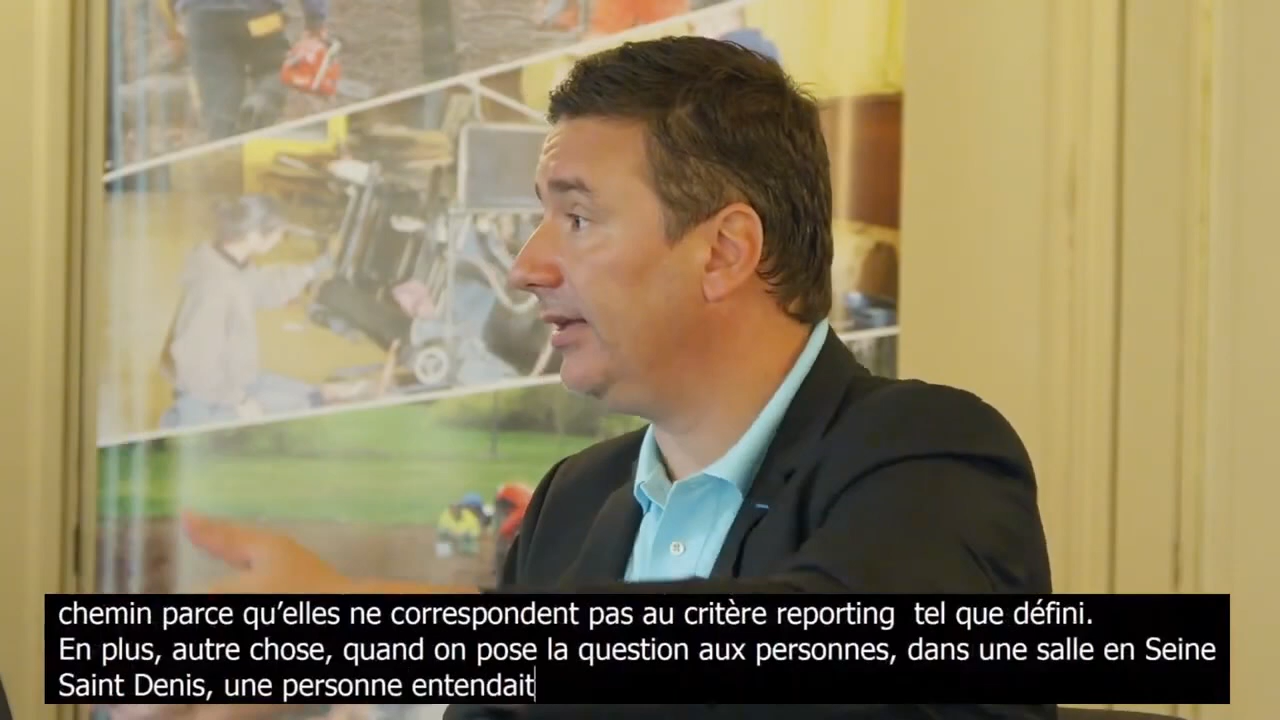 chemin parce qu’elles ne correspondent pas au critère reporting  tel que défini.
En plus, autre chose, quand on pose la question aux personnes, dans une salle en Seine
Saint Denis, une personne entendait